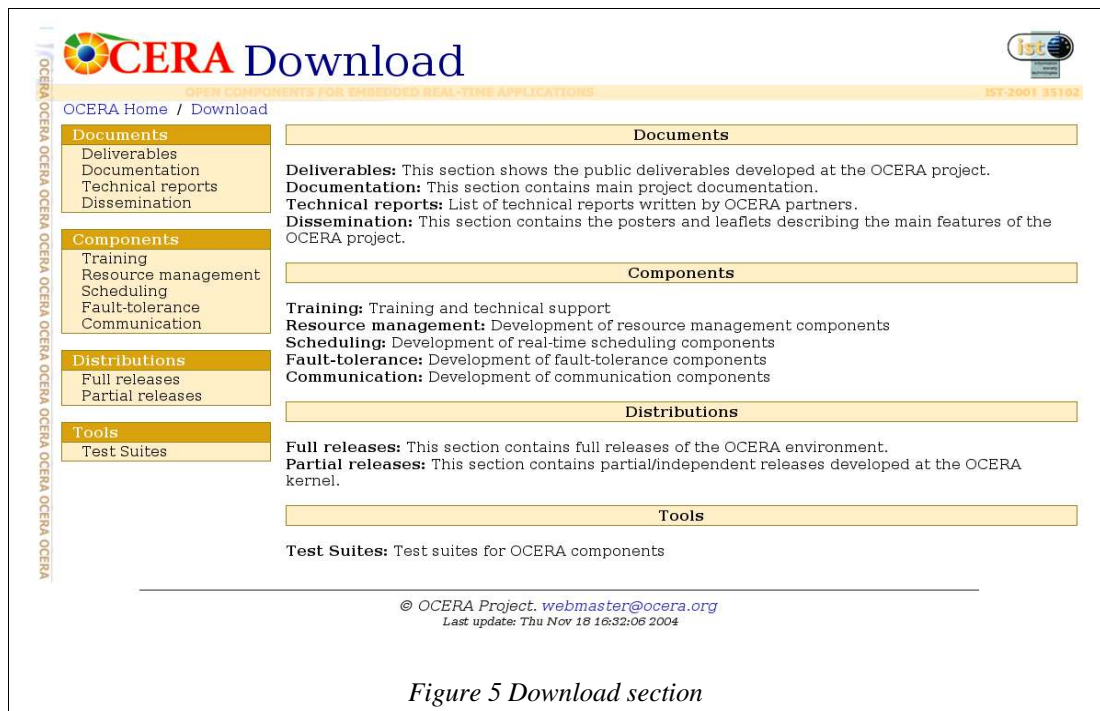 OCERA Download
ist
information
society
technologies
OPEN COMPONENTS FOR EMBEDDED REAL-TIME APPLICATIONS
IST-2001 35102
OCERA OCERA OCERA OCERA OCERA OCERA OCERA OCERA OCERA OCERA OCERA
OCERA Home / Download
Documents
Deliverables
Documentation
Technical reports
Dissemination
Components
Training
Resource management
Scheduling
Fault-tolerance
Communication
Distributions
Full releases
Partial releases
Tools
Test Suites
Documents
Deliverables: This section shows the public deliverables developed at the OCERA project.
Documentation: This section contains main project documentation.
Technical reports: List of technical reports written by OCERA partners.
Dissemination: This section contains the posters and leaflets describing the main features of the
OCERA project.
Components
Training: Training and technical support
Resource management: Development of resource management components
Scheduling: Development of real-time scheduling components
Fault-tolerance: Development of fault-tolerance components
Communication: Development of communication components
Distributions
Full releases: This section contains full releases of the OCERA environment.
Partial releases: This section contains partial/independent releases developed at the OCERA
kernel.
Tools
Test Suites: Test suites for OCERA components
© OCERA Project. webmaster@ocera.org
Last update: Thu Nov 18 16:32:06 2004
Figure 5 Download section